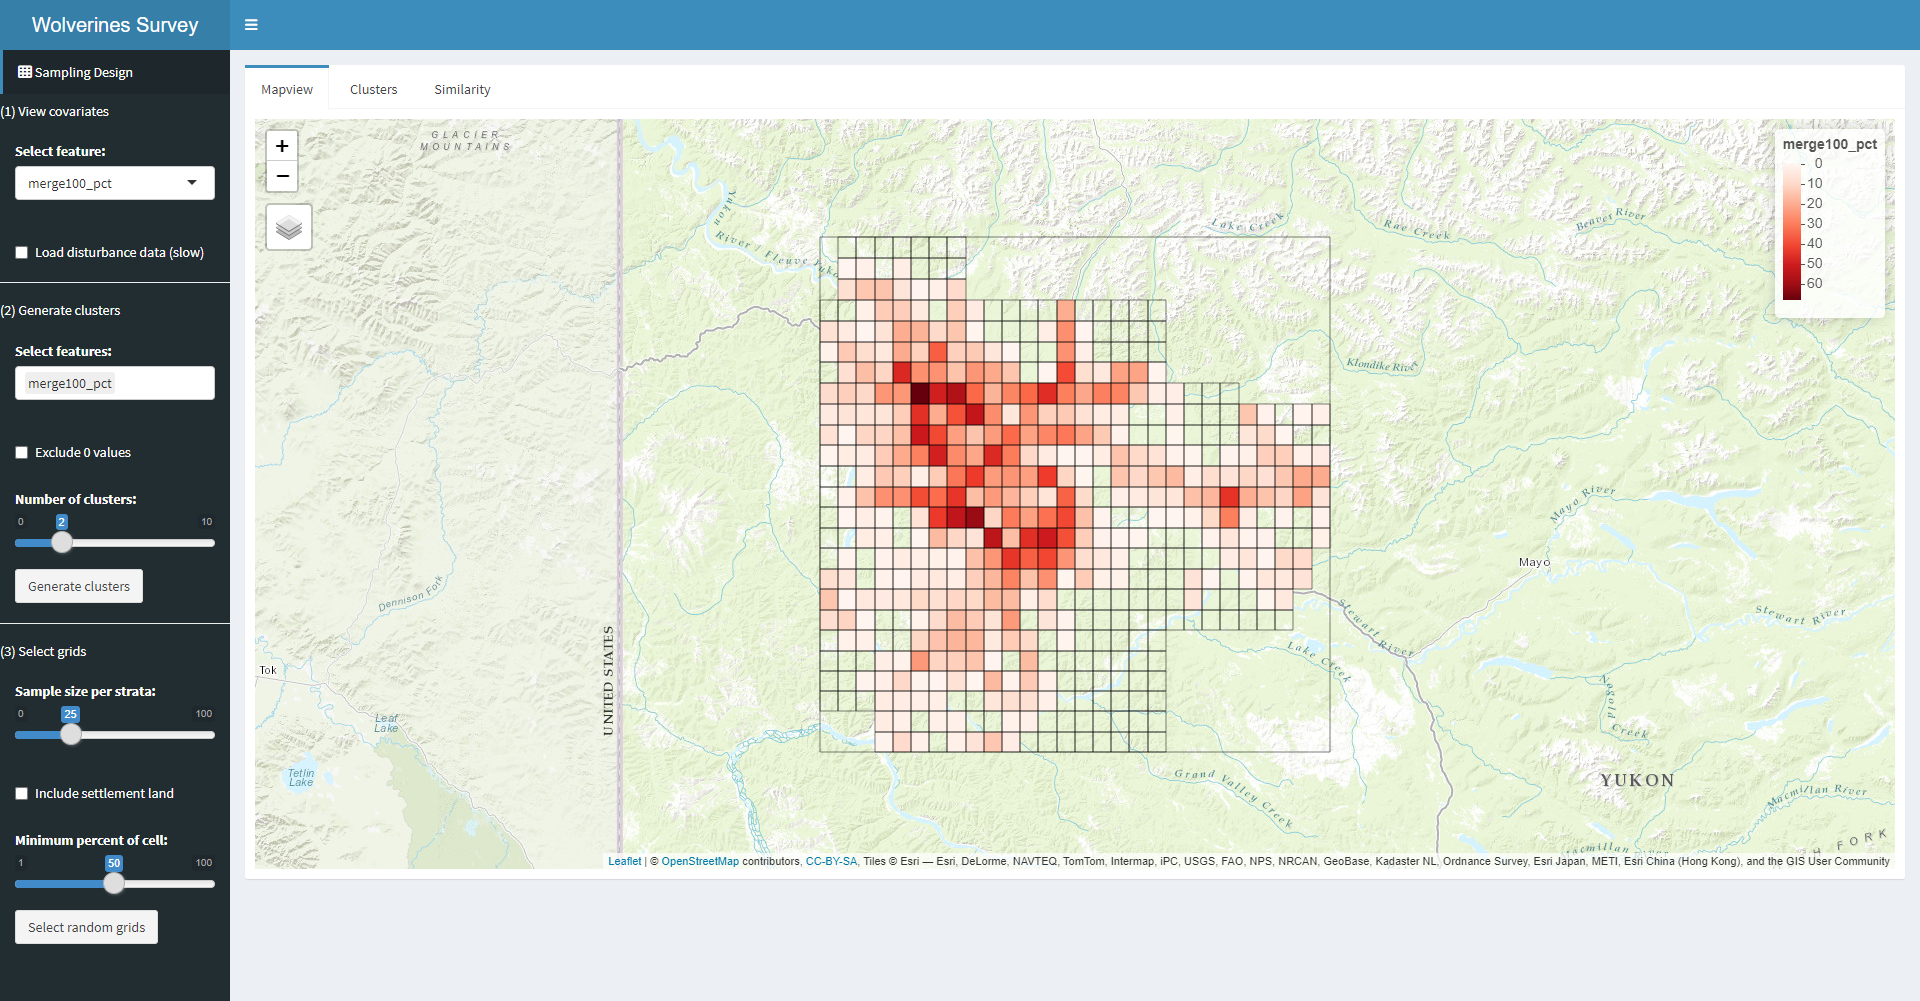 Wolverines Survey
Sampling Design
(1) View covariates
Select feature:
merge100_pct
Load disturbance data (slow)
(2) Generate clusters
Select features:
merge100_pct
Exclude 0 values
Number of clusters:
0 2 10
Generate clusters
(3) Select grids
Sample size per strata:
0 25 100
Include settlement land
Minimum percent of cell:
1 50 100
Select random grids
Mapview Clusters Similarity
+
−
GLACIER
MOUNTAINS
Yukon
River / Fleuve Yukon
Lake Creek
Rae Creek
Beaver River
Klondike River
Mayo River
Mayo
Stewart River
Stewart River
Lake Creek
Nogold Creek
Grand Valley Creek
YUKON
Macmillan River
Macmillan River
FORK
Dennison Fork
UNITED STATES
Tok
Leaf
Lake
Tetlin
Lake
merge100_pct
0
10
20
30
40
50
60
Leaflet | © OpenStreetMap contributors, CC-BY-SA, Tiles © Esri — Esri, DeLorme, NAVTEQ, TomTom, Intermap, iPC, USGS, FAO, NPS, NRCAN, GeoBase, Kadaster NL, Ordnance Survey, Esri Japan, METI, Esri China (Hong Kong), and the GIS User Community